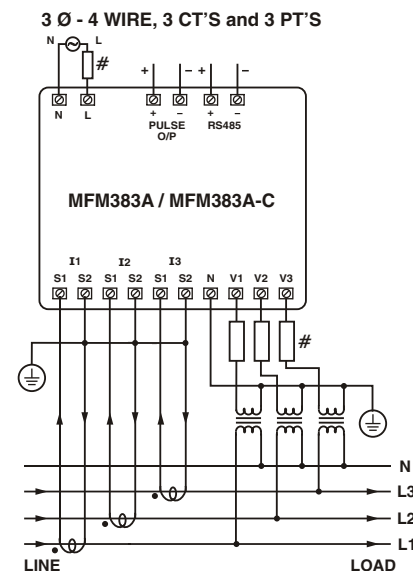 3 Ø - 4 WIRE, 3 CT'S and 3 PT'S
N L
#
+ – + –
N L + – + –
PULSE O/P RS485
MFM383A / MFM383A-C
I1 I2 I3
S1 S2 S1 S2 S1 S2 N V1 V2 V3
#
N
L3
L2
L1
LINE LOAD